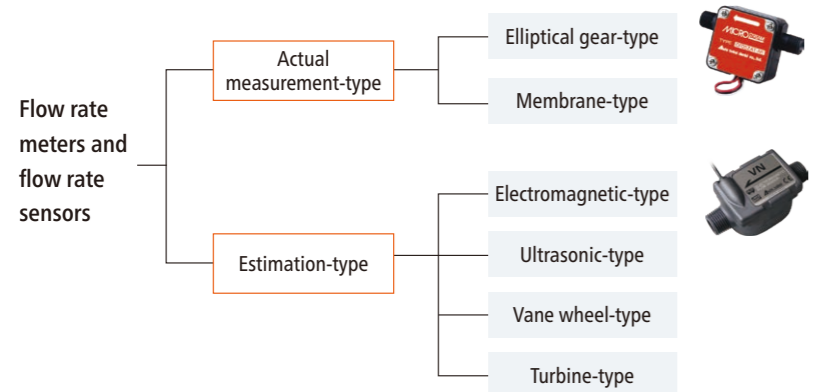 Flow rate
meters and
flow rate
sensors
Actual
measurement-type
Elliptical gear-type
Membrane-type
Estimation-type
Electromagnetic-type
Ultrasonic-type
Vane wheel-type
Turbine-type
MICRO
VN